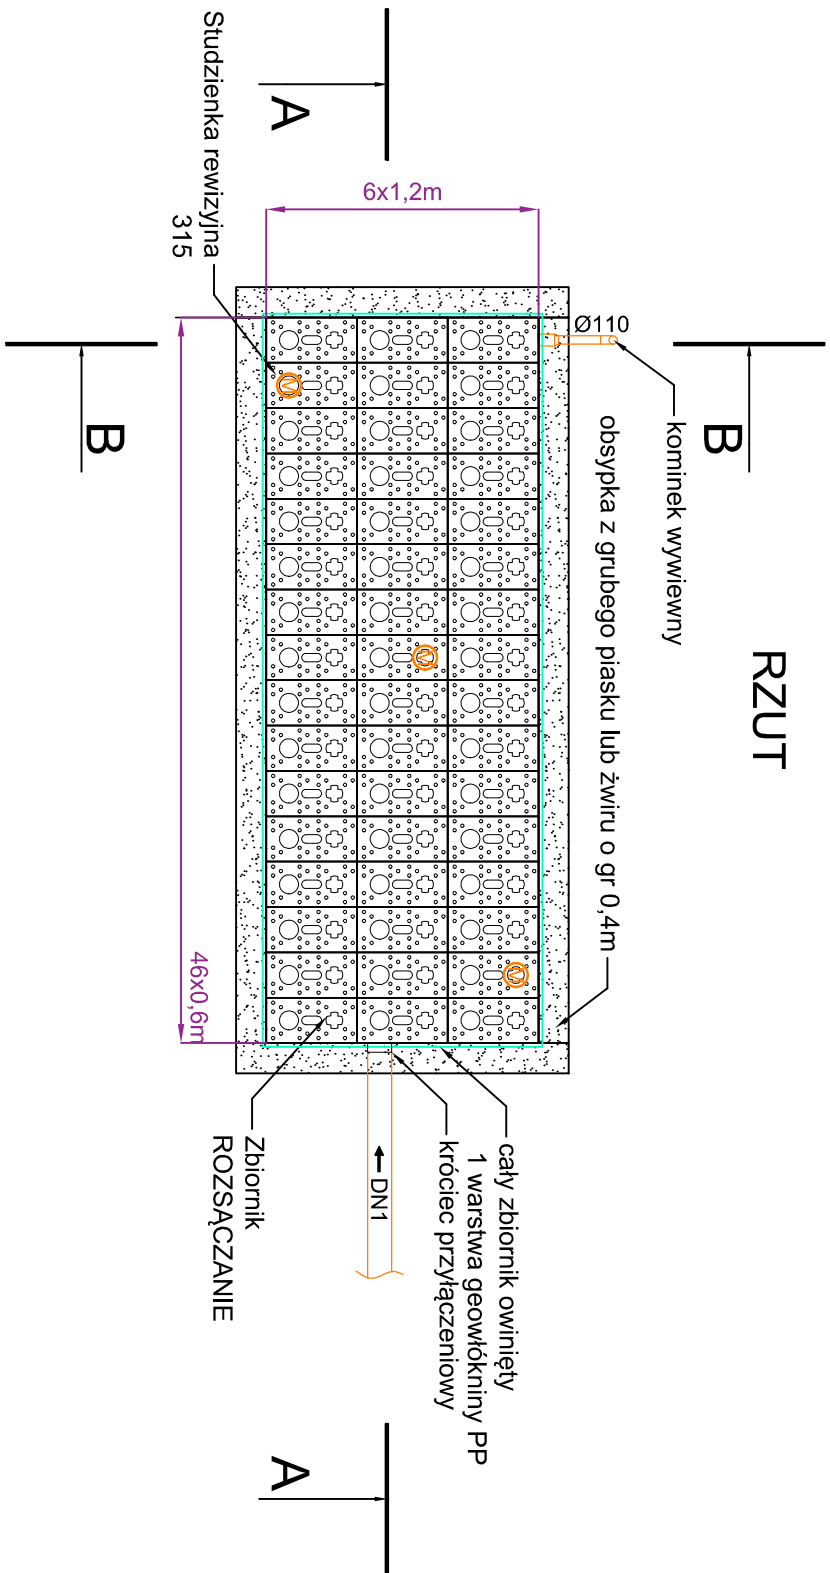 RZUT
B
B
A
A
kominek wywiewny
Ø110
obsypka z grubego piasku lub żwiru o gr 0,4m
6x1,2m
Studzienka rewizyjna
315
46x0,6m
DN1
cały zbiornik owinięty
1 warstwa geowłókniny PP
króciec przyłączeniowy
Zbiornik
ROZSĄCZANIE
M
M
M